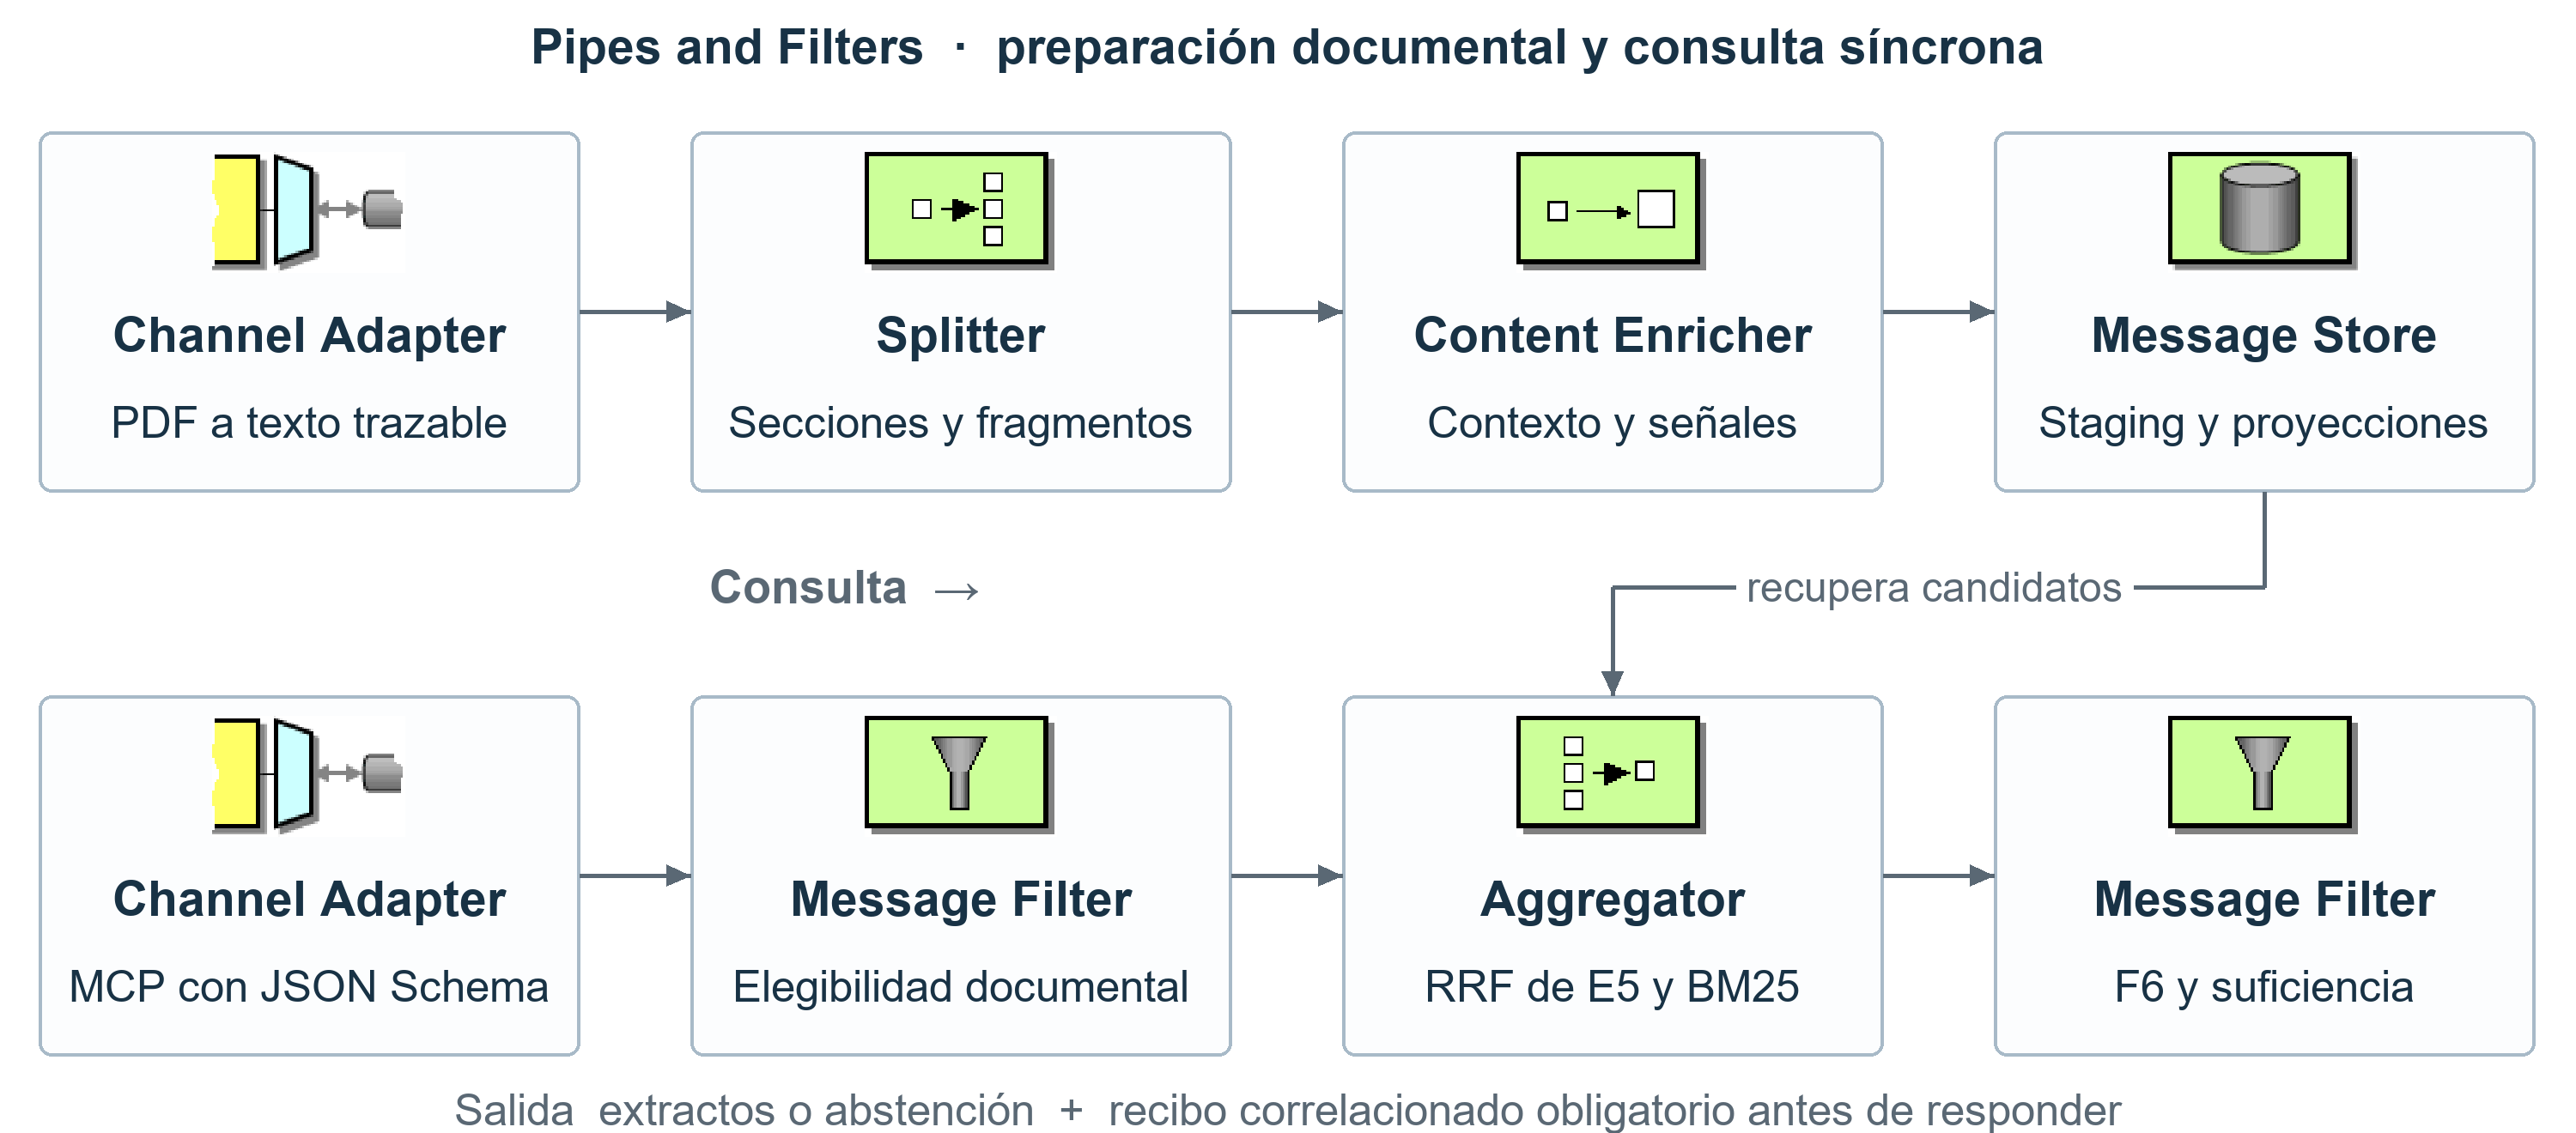 Pipes and Filters · preparación documental y consulta síncrona
Channel Adapter
PDF a texto trazable
Splitter
Secciones y fragmentos
Content Enricher
Contexto y señales
Message Store
Staging y proyecciones
Consulta →
recupera candidatos
Channel Adapter
MCP con JSON Schema
Message Filter
Elegibilidad documental
Aggregator
RRF de E5 y BM25
Message Filter
F6 y suficiencia
Salida extractos o abstención + recibo correlacionado obligatorio antes de responder